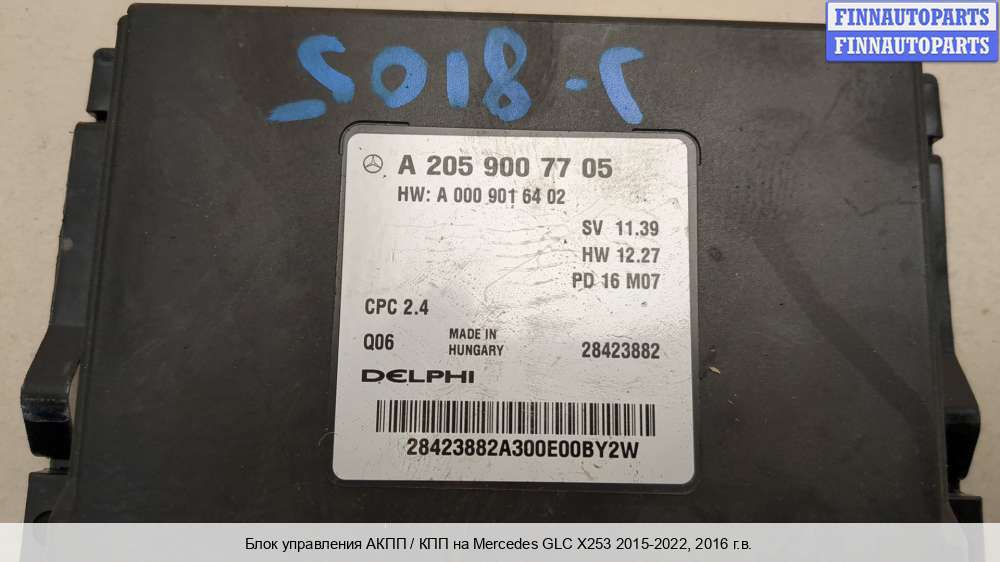 FINNAUTOPARTS
FINNAUTOPARTS
A 205 900 77 05
HW: A 000 901 64 02
SV 11.39
HW 12.27
PD 16 M07
CPC 2.4
Q06
MADE IN
HUNGARY
28423882
DELPHI
28423882A300E00BY2W
Блок управления АКПП / КПП на Mercedes GLC X253 2015-2022, 2016 г.в.